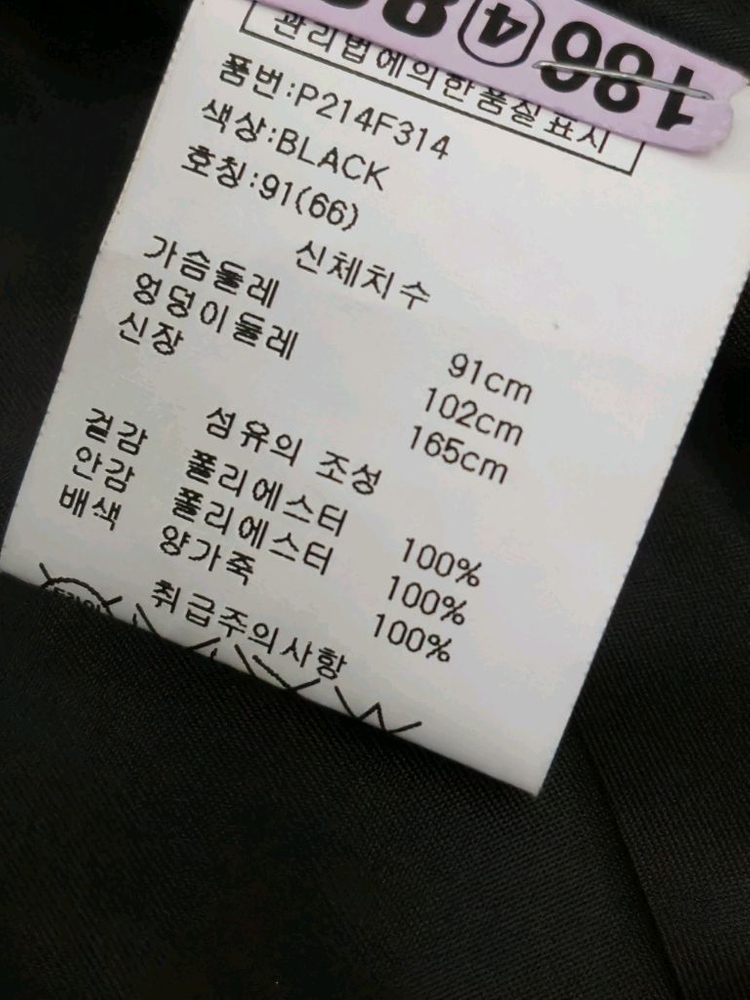 186 4
관리법에의한품질표시
품번:P214F314
색상:BLACK
호칭:91(66)
신체치수
가슴둘레 91cm
엉덩이둘레 102cm
신장 165cm
섬유의 조성
겉감 폴리에스터 100%
안감 폴리에스터 100%
배색 양가죽 100%
취급주의사항